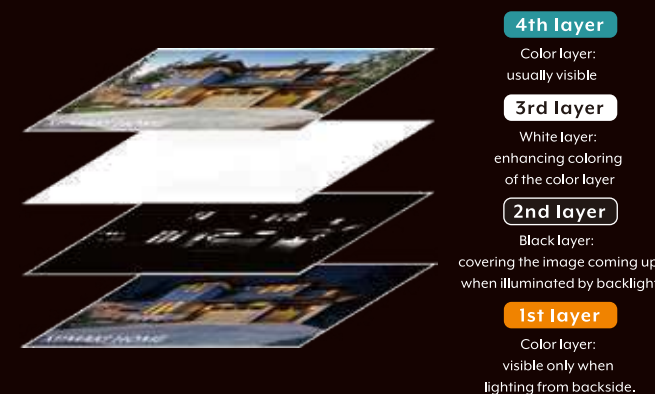 4th layer
Color layer:
usually visible
3rd layer
White layer:
enhancing coloring
of the color layer
2nd layer
Black layer:
covering the image coming up
when illuminated by backlight
1st layer
Color layer:
visible only when
lighting from backside.